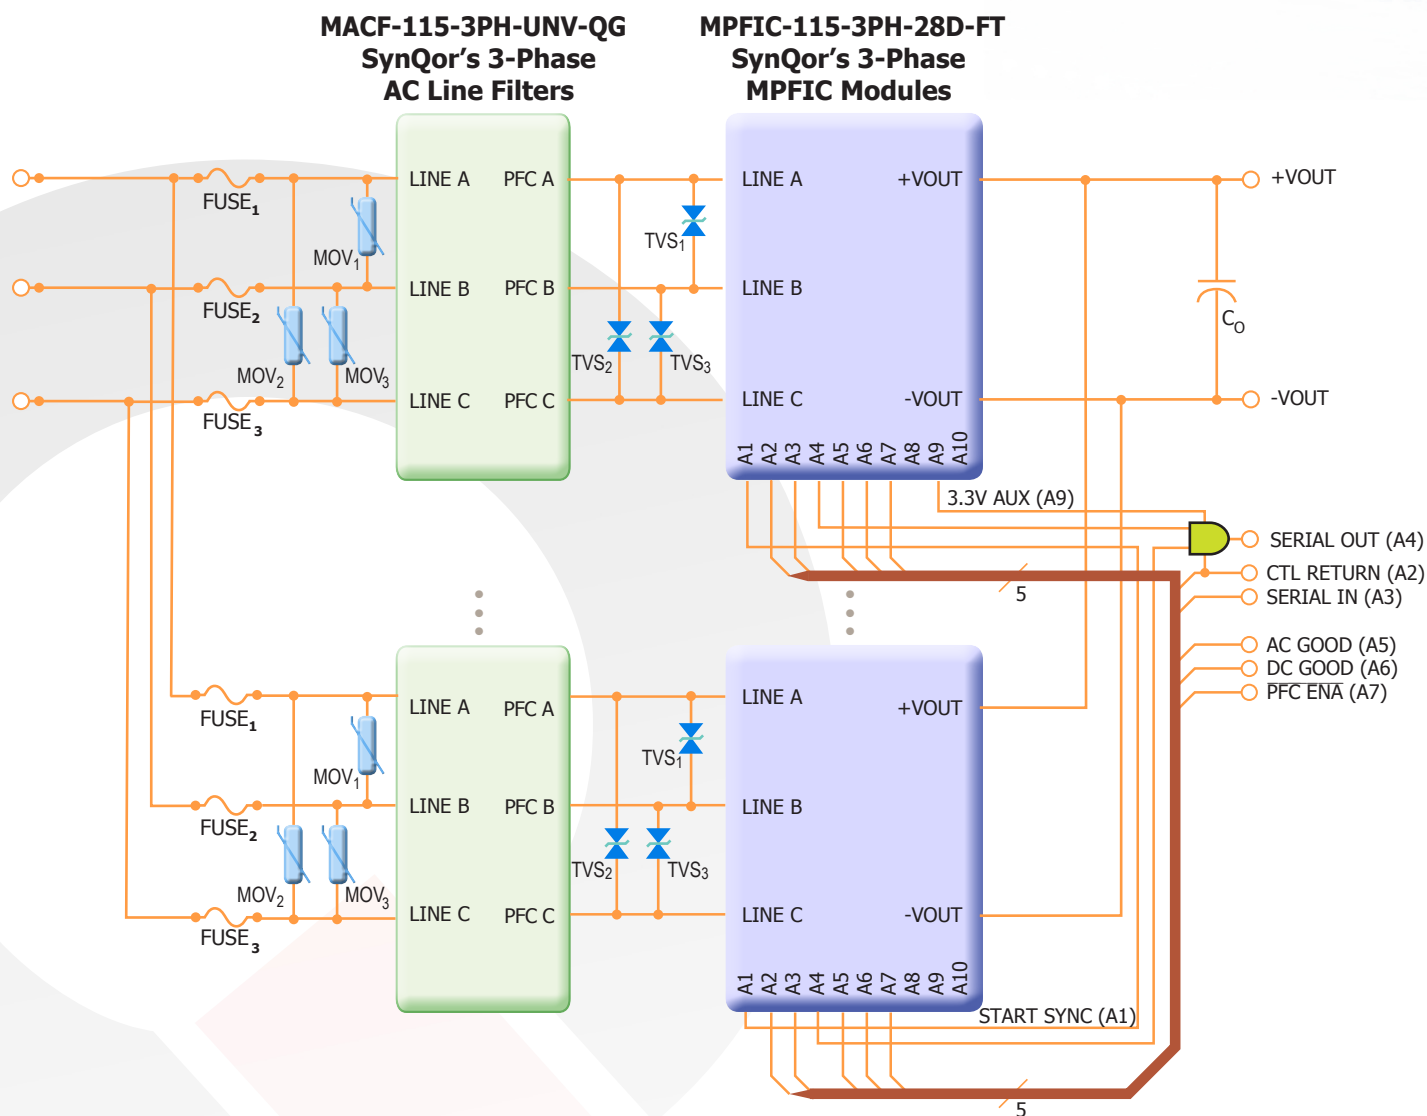 MACF-115-3PH-UNV-QG
SynQor's 3-Phase
AC Line Filters
MPFIC-115-3PH-28D-FT
SynQor's 3-Phase
MPFIC Modules
LINE A
PFC A
LINE A
+VOUT
+VOUT
FUSE1
MOV1
TVS1
LINE B
PFC B
LINE B
FUSE2
CO
MOV2
MOV3
TVS2
TVS3
LINE C
PFC C
LINE C
-VOUT
-VOUT
FUSE3
A1
A2
A3
A4
A5
A6
A7
A8
A9
A10
3.3V AUX (A9)
SERIAL OUT (A4)
CTL RETURN (A2)
5
SERIAL IN (A3)
AC GOOD (A5)
DC GOOD (A6)
PFC ENA (A7)
LINE A
PFC A
LINE A
+VOUT
FUSE1
MOV1
TVS1
LINE B
PFC B
LINE B
FUSE2
MOV2
MOV3
TVS2
TVS3
LINE C
PFC C
LINE C
-VOUT
FUSE3
A1
A2
A3
A4
A5
A6
A7
A8
A9
A10
START SYNC (A1)
5